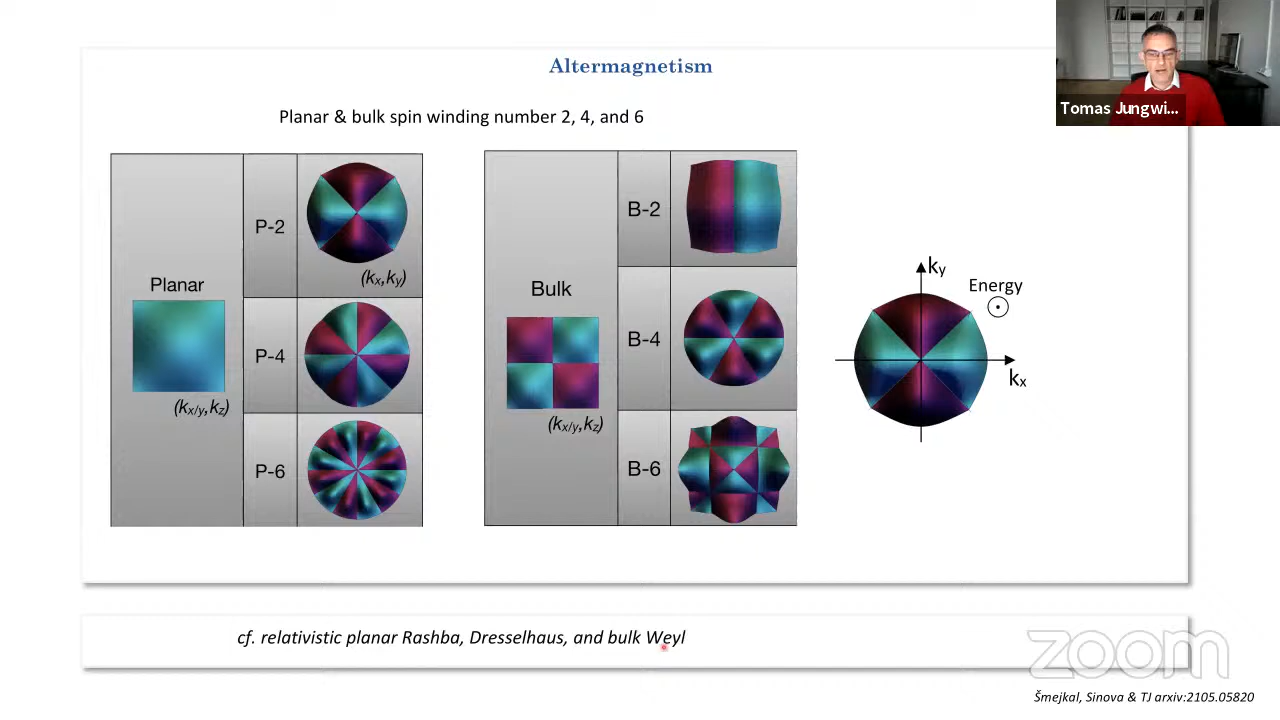 Altermagnetism
Tomas Jungwi...
Planar & bulk spin winding number 2, 4, and 6
Planar
(kx/y,kz)
P-2
(kx,ky)
P-4
P-6
Bulk
(kx/y,kz)
B-2
B-4
B-6
ky
Energy
kx
cf. relativistic planar Rashba, Dresselhaus, and bulk Weyl
zoom
Šmejkal, Sinova & TJ arxiv:2105.05820